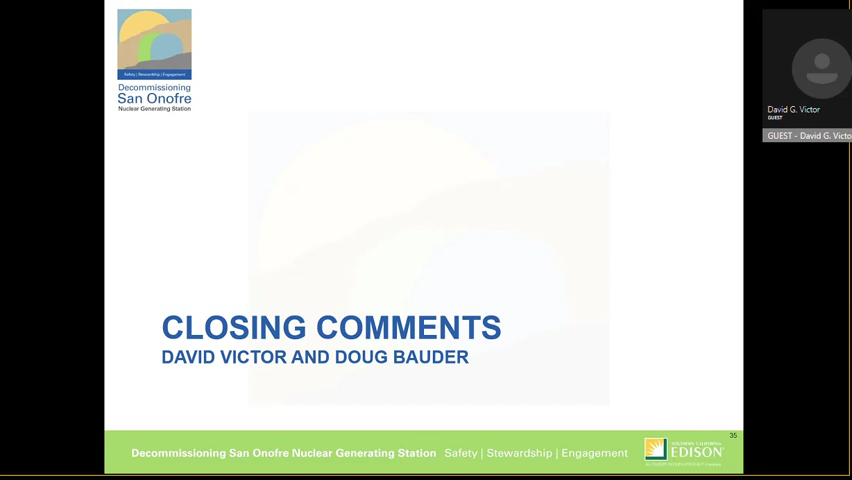 Safety | Stewardship | Engagement
Decommissioning
San Onofre
Nuclear Generating Station
David G. Victor
GUEST
GUEST - David G. Victo
CLOSING COMMENTS
DAVID VICTOR AND DOUG BAUDER
35
Decommissioning San Onofre Nuclear Generating Station Safety | Stewardship | Engagement
SOUTHERN CALIFORNIA
EDISON